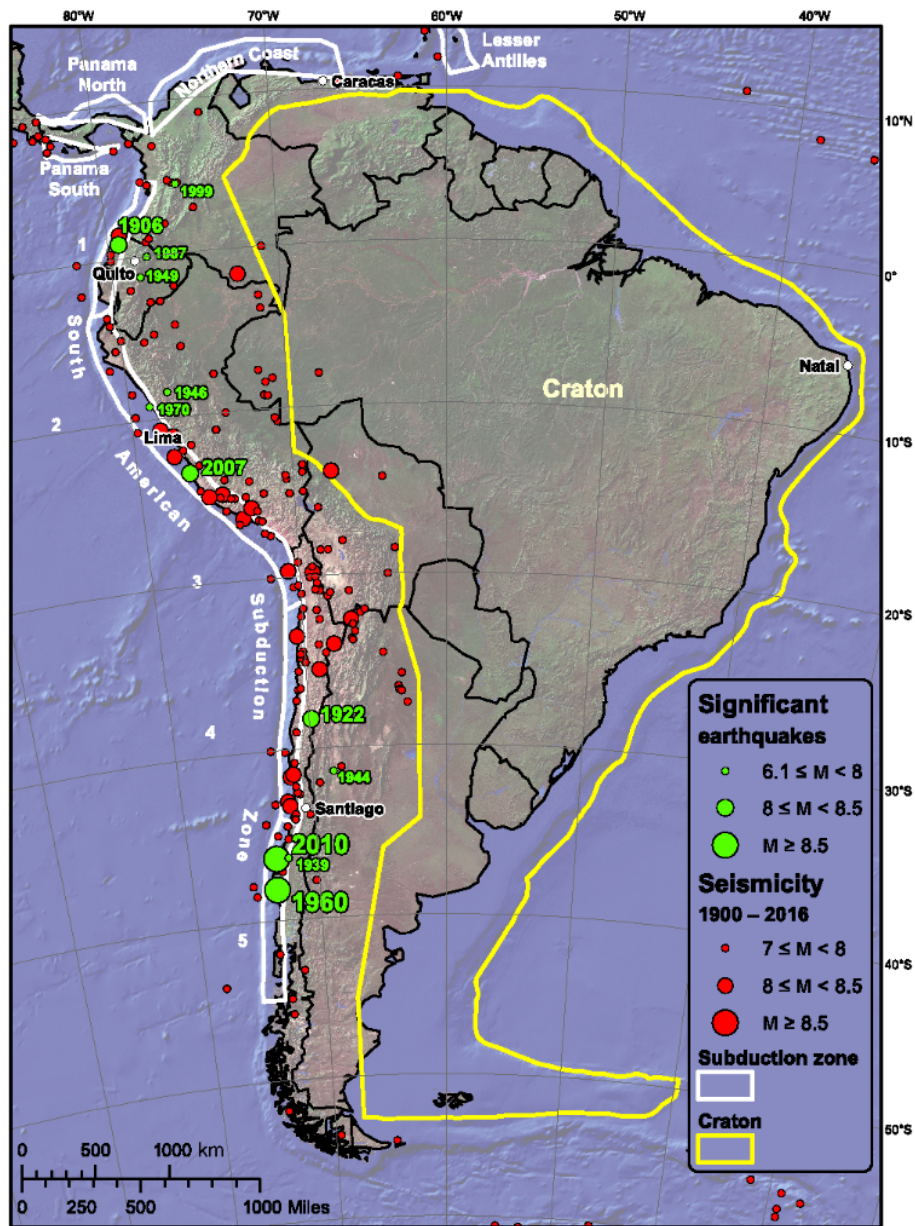 80°W
70°W
60°W
50°W
40°W
Lesser
Antilles
Panama
North
Northern Coast
Caracas
10°N
Panama
South
1999
1906
1
1987
Quito
1949
0°
South
Natal
1946
Craton
1970
2
Lima
10°S
2007
American
3
Subduction
20°S
Significant
earthquakes
6.1 ≤ M < 8
8 ≤ M < 8.5
M ≥ 8.5
Seismicity
1900 – 2016
7 ≤ M < 8
8 ≤ M < 8.5
M ≥ 8.5
Subduction zone
Craton
1922
4
1944
30°S
Santiago
Zone
2010
1939
1960
5
40°S
50°S
0 500 1000 km
0 250 500 1000 Miles